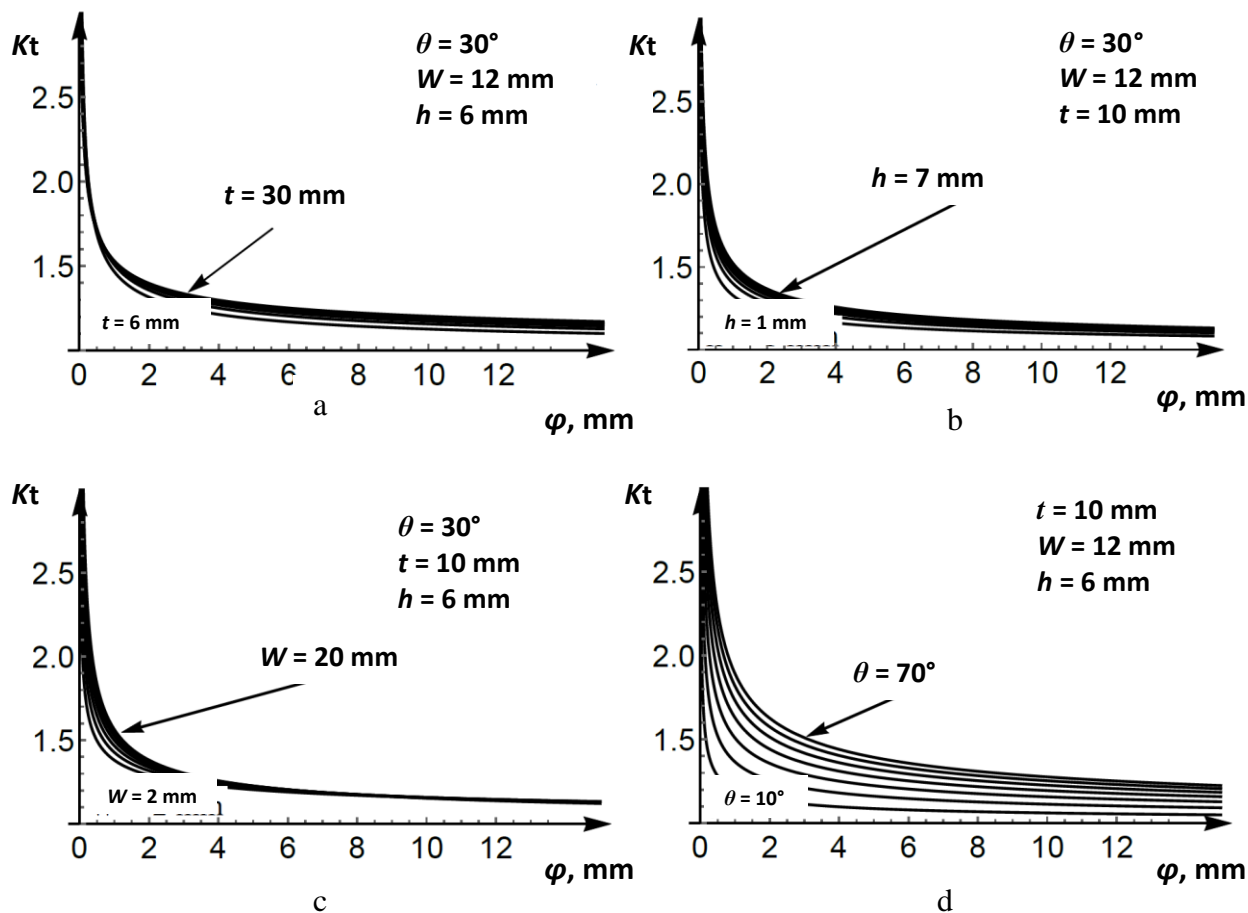 Kt
θ = 30°
W = 12 mm
h = 6 mm
2.5
2.0
1.5
t = 30 mm
t = 6 mm
0 2 4 6 8 10 12
a
φ, mm
Kt
θ = 30°
W = 12 mm
t = 10 mm
2.5
2.0
1.5
h = 7 mm
h = 1 mm
0 2 4 6 8 10 12
φ, mm
b
Kt
θ = 30°
t = 10 mm
h = 6 mm
2.5
2.0
1.5
W = 20 mm
W = 2 mm
0 2 4 6 8 10 12
φ, mm
c
Kt
t = 10 mm
W = 12 mm
h = 6 mm
2.5
2.0
1.5
θ = 70°
θ = 10°
0 2 4 6 8 10 12
φ, mm
d